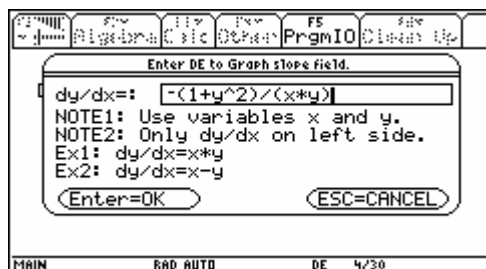 F5
Algebra Calc Other PrgmIO Clean Up
Enter DE to Graph slope field.
dy/dx=: -(1+y^2)/(x*y)
NOTE1: Use variables x and y.
NOTE2: Only dy/dx on left side.
Ex1: dy/dx=x*y
Ex2: dy/dx=x-y
Enter=OK ESC=CANCEL
MAIN RAD AUTO DE 4/30